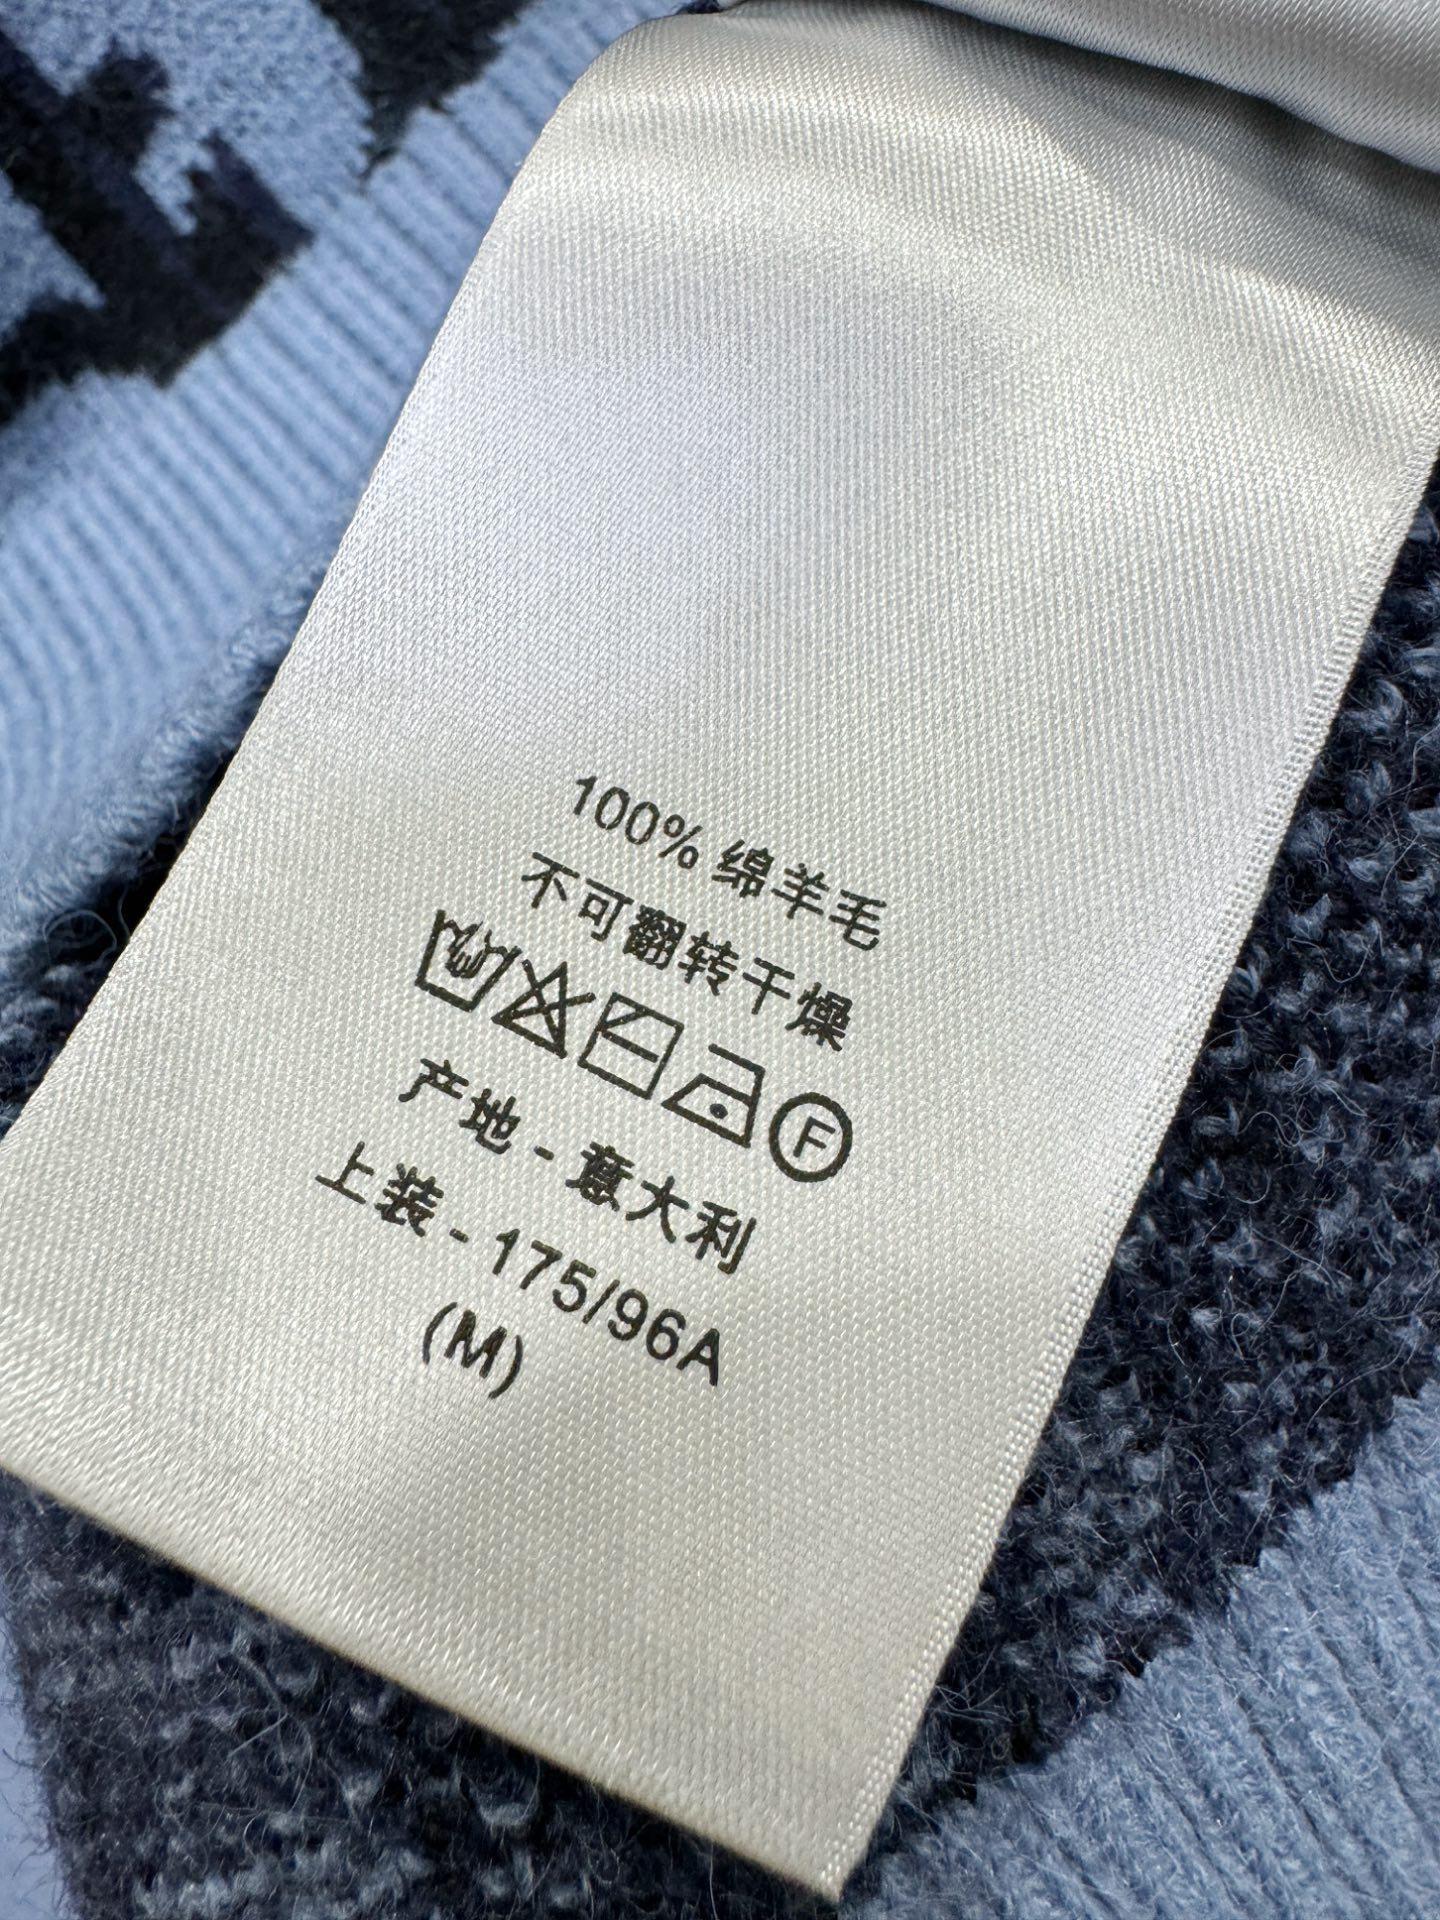 100% 绵羊毛
不可翻转干燥
F
产地 - 意大利
上装 - 175/96A
(M)